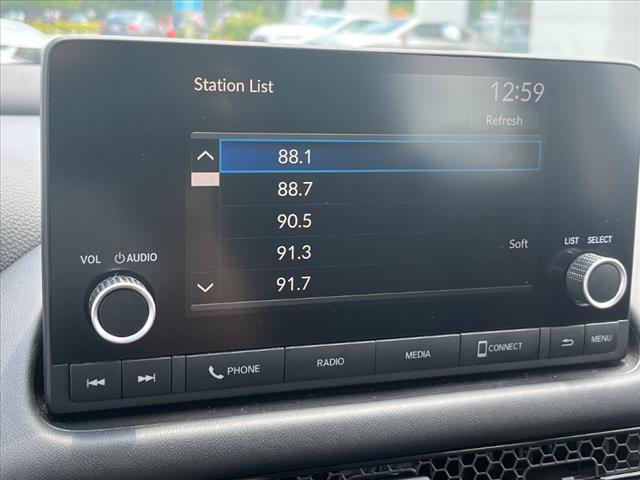 Station List 12:59
Refresh
88.1
88.7
90.5
91.3 Soft
91.7
VOL AUDIO
LIST SELECT
PHONE RADIO MEDIA CONNECT MENU